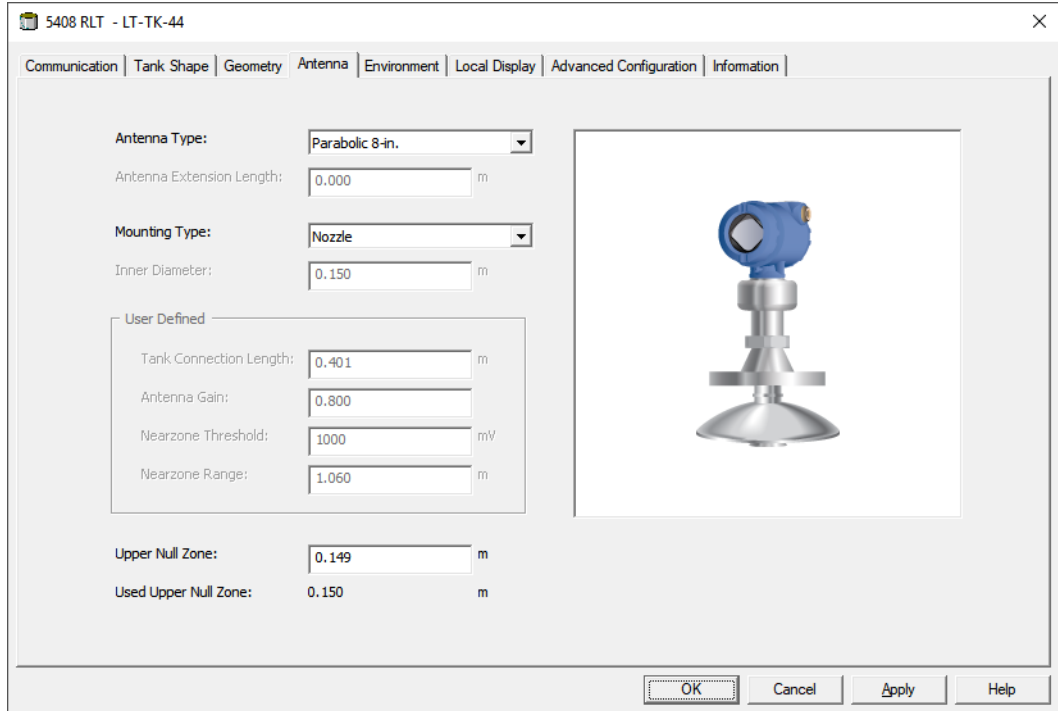 5408 RLT - LT-TK-44
Communication Tank Shape Geometry Antenna Environment Local Display Advanced Configuration Information
Antenna Type: Parabolic 8-in.
Antenna Extension Length: 0.000 m
Mounting Type: Nozzle
Inner Diameter: 0.150 m
User Defined
Tank Connection Length: 0.401 m
Antenna Gain: 0.800
Nearzone Threshold: 1000 mV
Nearzone Range: 1.060 m
Upper Null Zone: 0.149 m
Used Upper Null Zone: 0.150 m
OK Cancel Apply Help